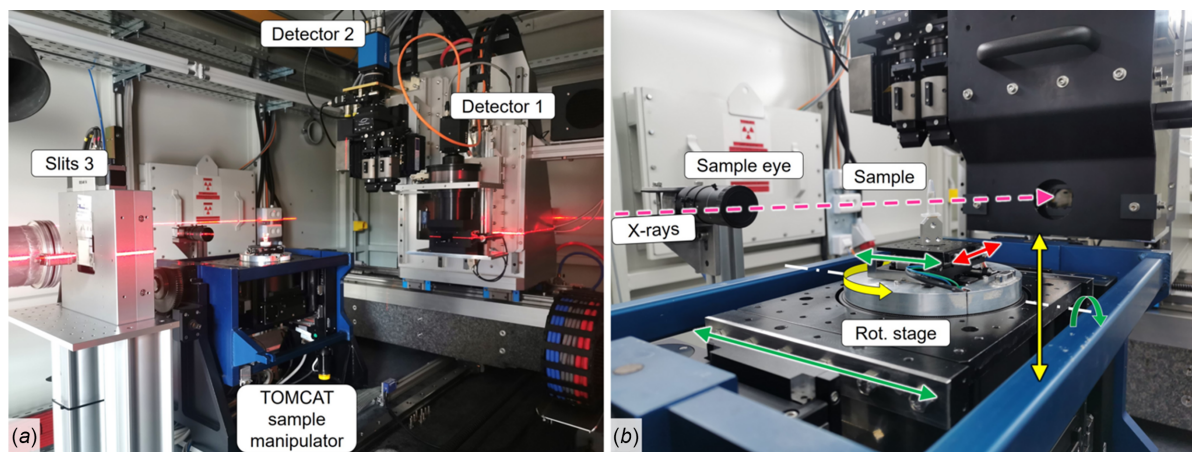 Detector 2
Detector 1
Slits 3
TOMCAT
sample
manipulator
(a)
Sample eye
Sample
X-rays
Rot. stage
(b)